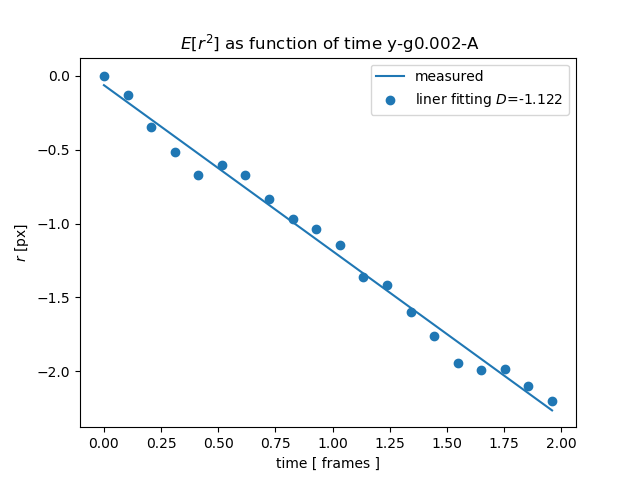 E[r²] as function of time y-g0.002-A
measured
liner fitting D=-1.122
0.0
−0.5
−1.0
−1.5
−2.0
r [px]
0.00 0.25 0.50 0.75 1.00 1.25 1.50 1.75 2.00
time [ frames ]